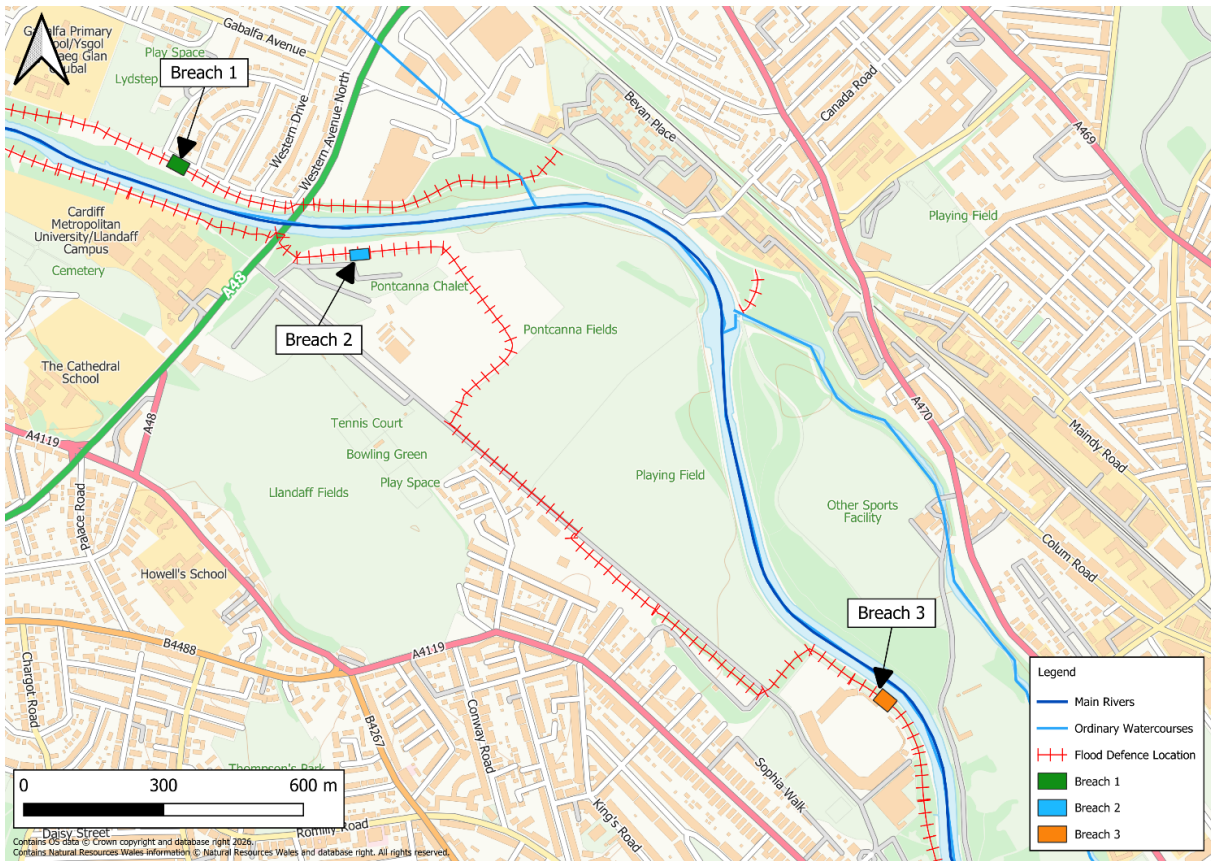 Gabalfa Primary
ool/Ysgol
aeg Glan
ubal
Gabalfa Avenue
Play Space
Lydstep
Breach 1
Western Drive
Western Avenue North
Bevan Place
Canada Road
A469
Playing Field
Cardiff
Metropolitan
University/Llandaff
Campus
Cemetery
A48
Pontcanna Chalet
Breach 2
Pontcanna Fields
The Cathedral
School
A48
A4119
A470
Maindy Road
Tennis Court
Bowling Green
Play Space
Llandaff Fields
Playing Field
Other Sports
Facility
Palace Road
Colum Road
Howell's School
Breach 3
B4488
A4119
Chargot Road
Conway Road
B4267
Sophia Walk
Thompson's Park
King's Road
Romilly Road
Daisy Street
0 300 600 m
Legend
Main Rivers
Ordinary Watercourses
Flood Defence Location
Breach 1
Breach 2
Breach 3
Contains OS data © Crown copyright and database right 2026.
Contains Natural Resources Wales information © Natural Resources Wales and database right. All rights reserved.